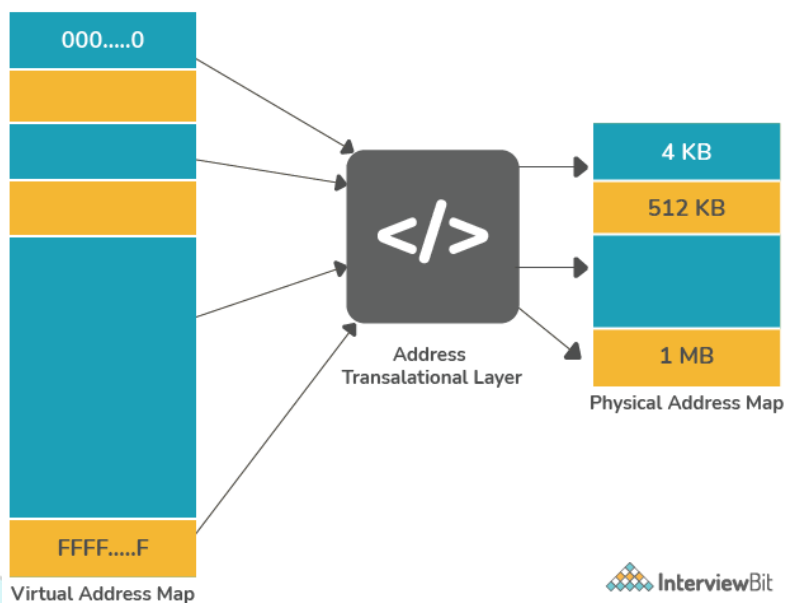 000.....0
FFFF.....F
Virtual Address Map
</>
Address
Transalational Layer
4 KB
512 KB
1 MB
Physical Address Map
InterviewBit